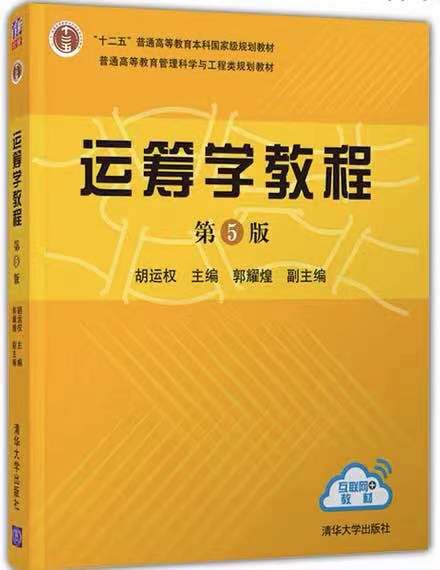 "十二五"普通高等教育本科国家级规划教材
普通高等教育管理科学与工程类规划教材
运筹学教程
第5版
胡运权 主编 郭耀煌 副主编
互联网+
教材
清华大学出版社
运筹学教程
第5版
胡运权 主编
郭耀煌 副主编
清华大学出版社